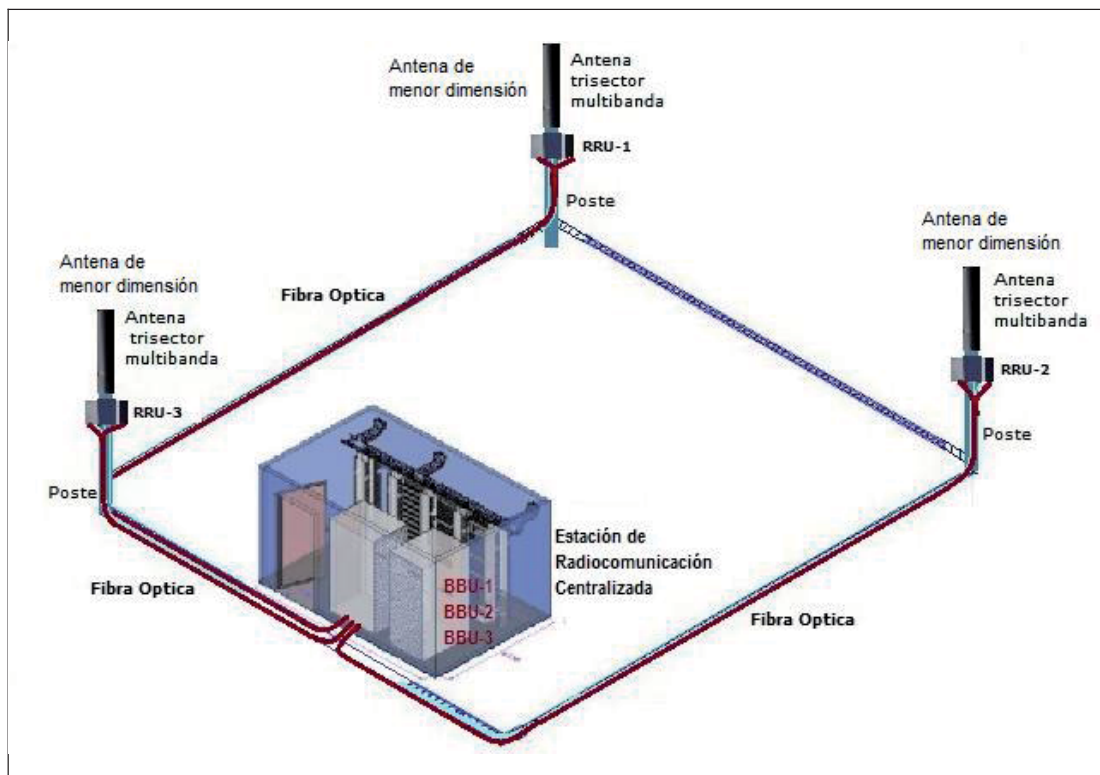 Antena de
menor dimensión
Antena
trisector
multibanda
RRU-1
Poste
Antena de
menor dimensión
Antena
trisector
multibanda
RRU-2
Poste
Antena de
menor dimensión
Antena
trisector
multibanda
RRU-3
Poste
Fibra Optica
Estación de
Radiocomunicación
Centralizada
BBU-1
BBU-2
BBU-3
Fibra Optica
Fibra Optica